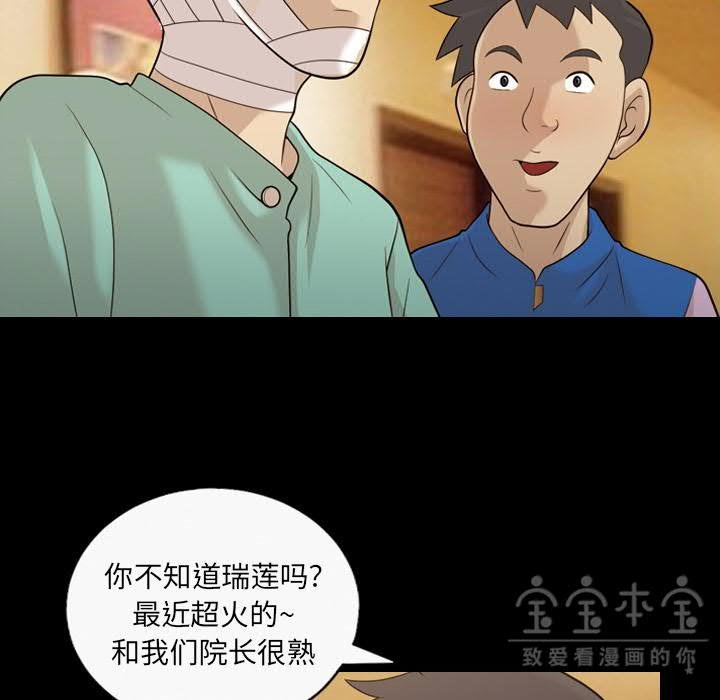 你不知道瑞莲吗?
最近超火的~
和我们院长很熟
宝宝本宝
致爱看漫画的你